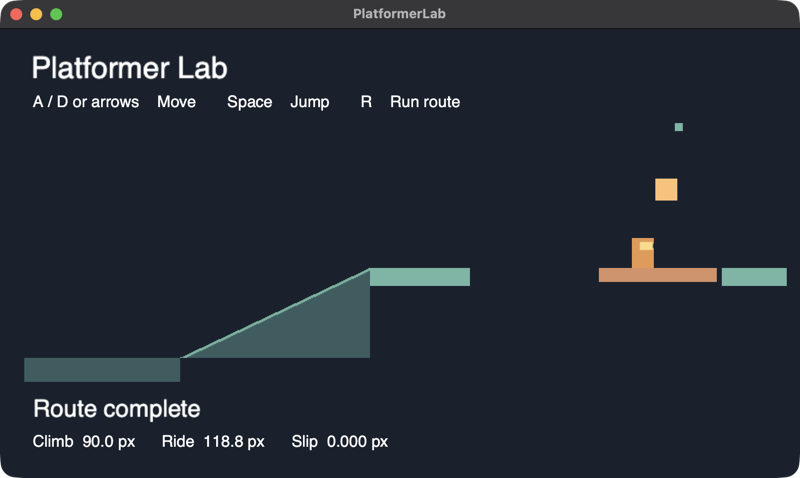 PlatformerLab
Platformer Lab
A / D or arrows Move Space Jump R Run route
Route complete
Climb 90.0 px Ride 118.8 px Slip 0.000 px